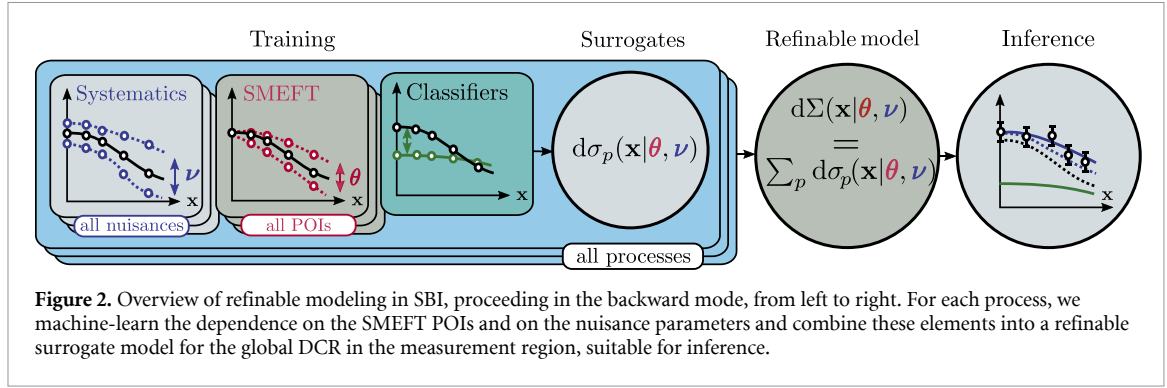 Training
Surrogates
Refinable model
Inference
Systematics
ν
x
all nuisances
SMEFT
θ
x
all POIs
Classifiers
x
dσ_p(x|θ, ν)
all processes
dΣ(x|θ, ν)
=
∑_p dσ_p(x|θ, ν)
x
Figure 2. Overview of refinable modeling in SBI, proceeding in the backward mode, from left to right. For each process, we
machine-learn the dependence on the SMEFT POIs and on the nuisance parameters and combine these elements into a refinable
surrogate model for the global DCR in the measurement region, suitable for inference.